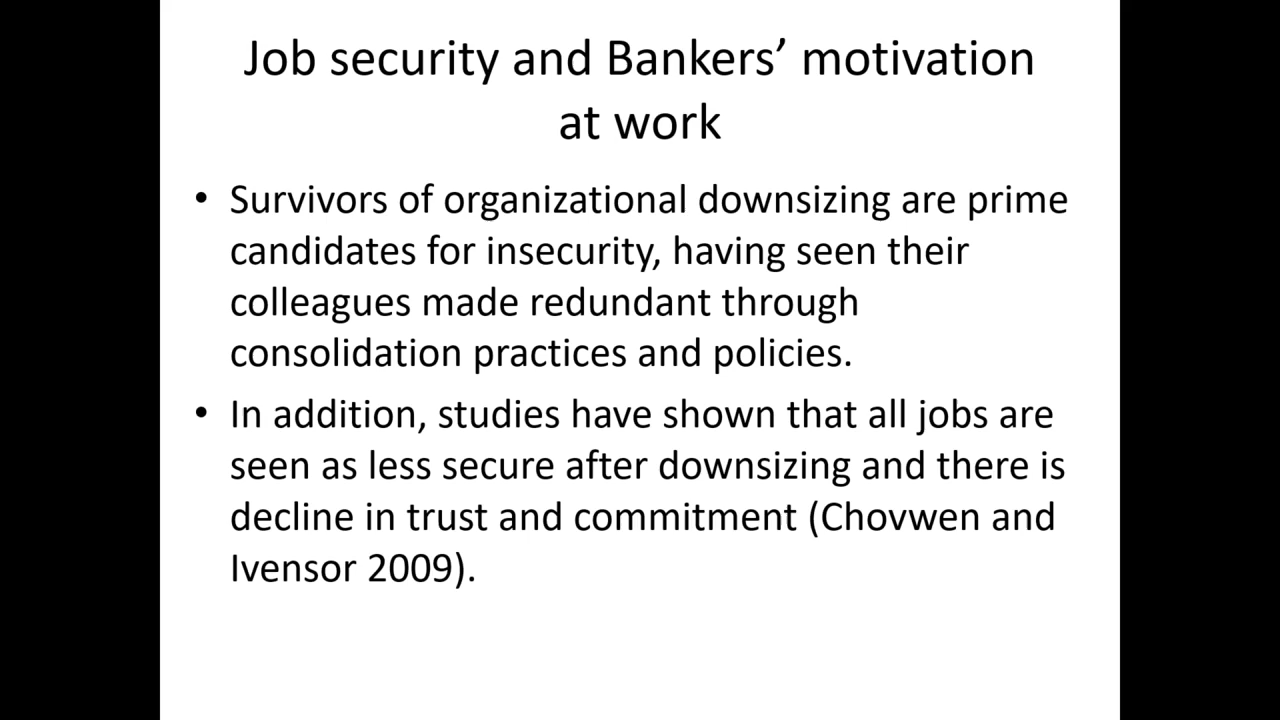 Job security and Bankers’ motivation
at work
• Survivors of organizational downsizing are prime
candidates for insecurity, having seen their
colleagues made redundant through
consolidation practices and policies.
• In addition, studies have shown that all jobs are
seen as less secure after downsizing and there is
decline in trust and commitment (Chovwen and
Ivensor 2009).